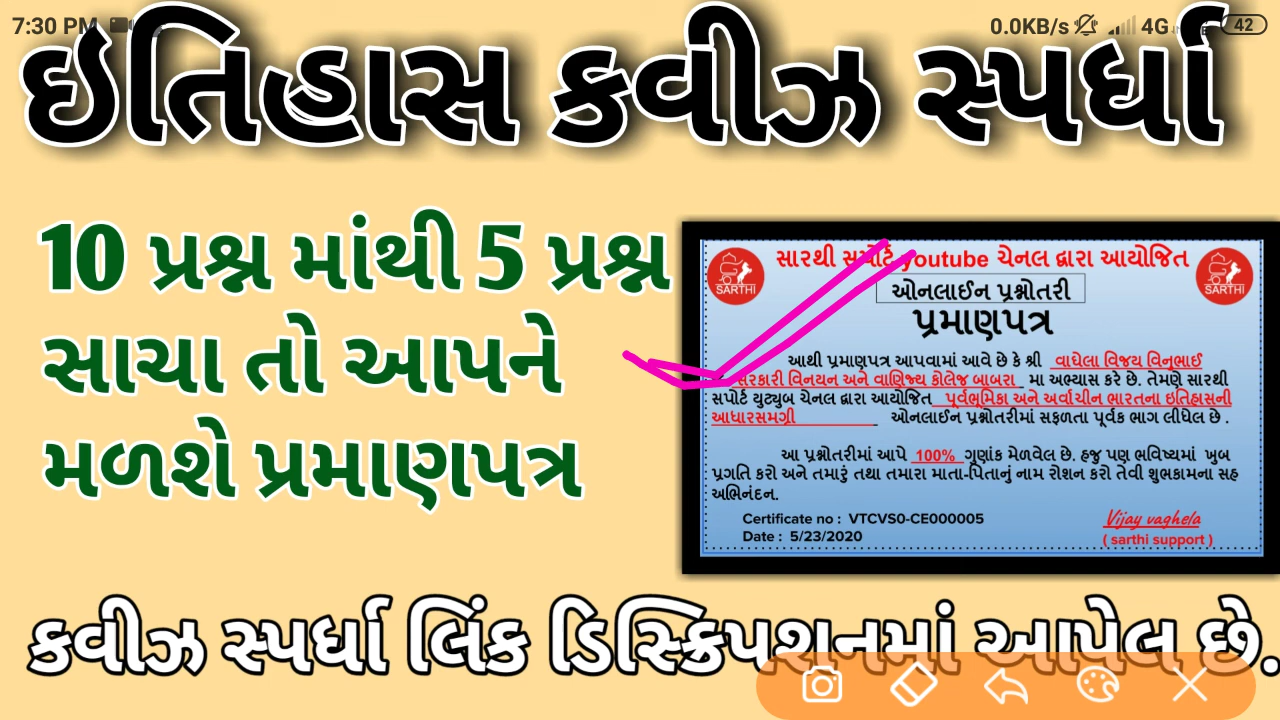 7:30 PM 0.0KB/s 4G 42
ઇતિહાસ કવીઝ સ્પર્ધા
10 પ્રશ્ન માંથી 5 પ્રશ્ન
સાચા તો આપને
મળશે પ્રમાણપત્ર
સારથી સપોર્ટ youtube ચેનલ દ્વારા આયોજિત
SARTHI SARTHI
ઓનલાઈન પ્રશ્નોતરી
પ્રમાણપત્ર
આથી પ્રમાણપત્ર આપવામાં આવે છે કે શ્રી વાઘેલા વિજય વિનુભાઈ
સરકારી વિનયન અને વાણિજ્ય કોલેજ બાબરા મા અભ્યાસ કરે છે. તેમણે સારથી
સપોર્ટ યુટ્યુબ ચેનલ દ્વારા આયોજિત પૂર્વભૂમિકા અને અર્વાચીન ભારતના ઇતિહાસની
આધારસમગ્રી ઓનલાઈન પ્રશ્નોતરીમાં સફળતા પૂર્વક ભાગ લીધેલ છે .
આ પ્રશ્નોતરીમાં આપે 100% ગુણાંક મેળવેલ છે. હજુ પણ ભવિષ્યમાં ખુબ
પ્રગતિ કરો અને તમારું તથા તમારા માતા-પિતાનું નામ રોશન કરો તેવી શુભકામના સહ
અભિનંદન.
Certificate no : VTCVS0-CE000005
Vijay vaghela
Date : 5/23/2020
( sarthi support )
કવીઝ સ્પર્ધા લિંક ડિસ્ક્રિપશનમાં આપેલ છે.